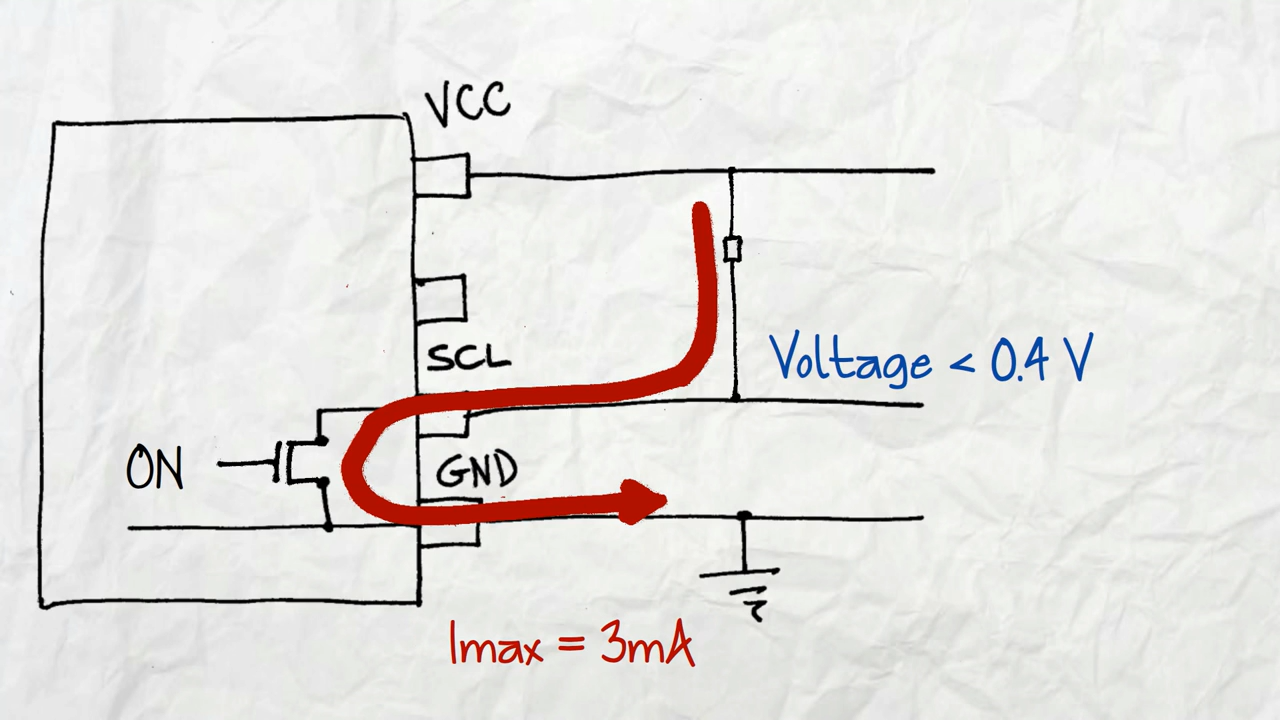 VCC
SCL
Voltage < 0.4 V
ON
GND
Imax = 3mA